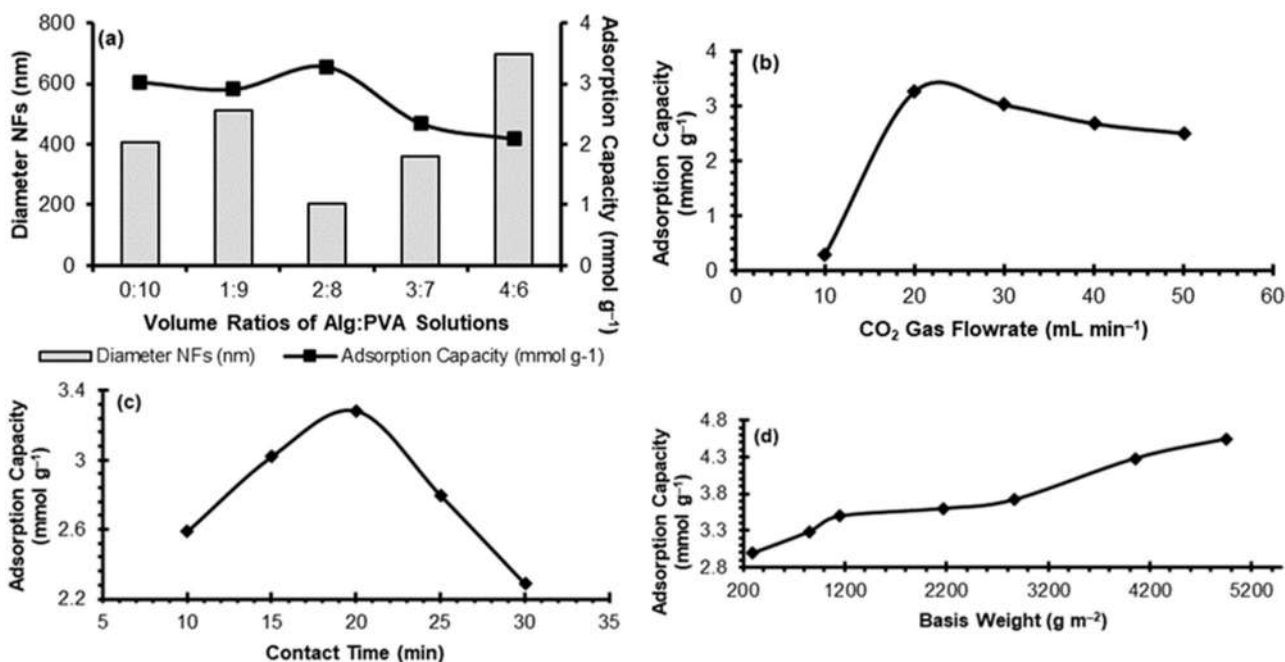 (a)
Diameter NFs (nm)
800
600
400
200
0
4
3
2
1
0
Adsorption Capacity (mmol g⁻¹)
0:10 1:9 2:8 3:7 4:6
Volume Ratios of Alg:PVA Solutions
Diameter NFs (nm) Adsorption Capacity (mmol g-1)
(b)
Adsorption Capacity
(mmol g⁻¹)
4
3
2
1
0
0 10 20 30 40 50 60
CO₂ Gas Flowrate (mL min⁻¹)
(c)
Adsorption Capacity
(mmol g⁻¹)
3.4
3
2.6
2.2
5 10 15 20 25 30 35
Contact Time (min)
(d)
Adsorption Capacity
(mmol g⁻¹)
4.8
4.3
3.8
3.3
2.8
200 1200 2200 3200 4200 5200
Basis Weight (g m⁻²)